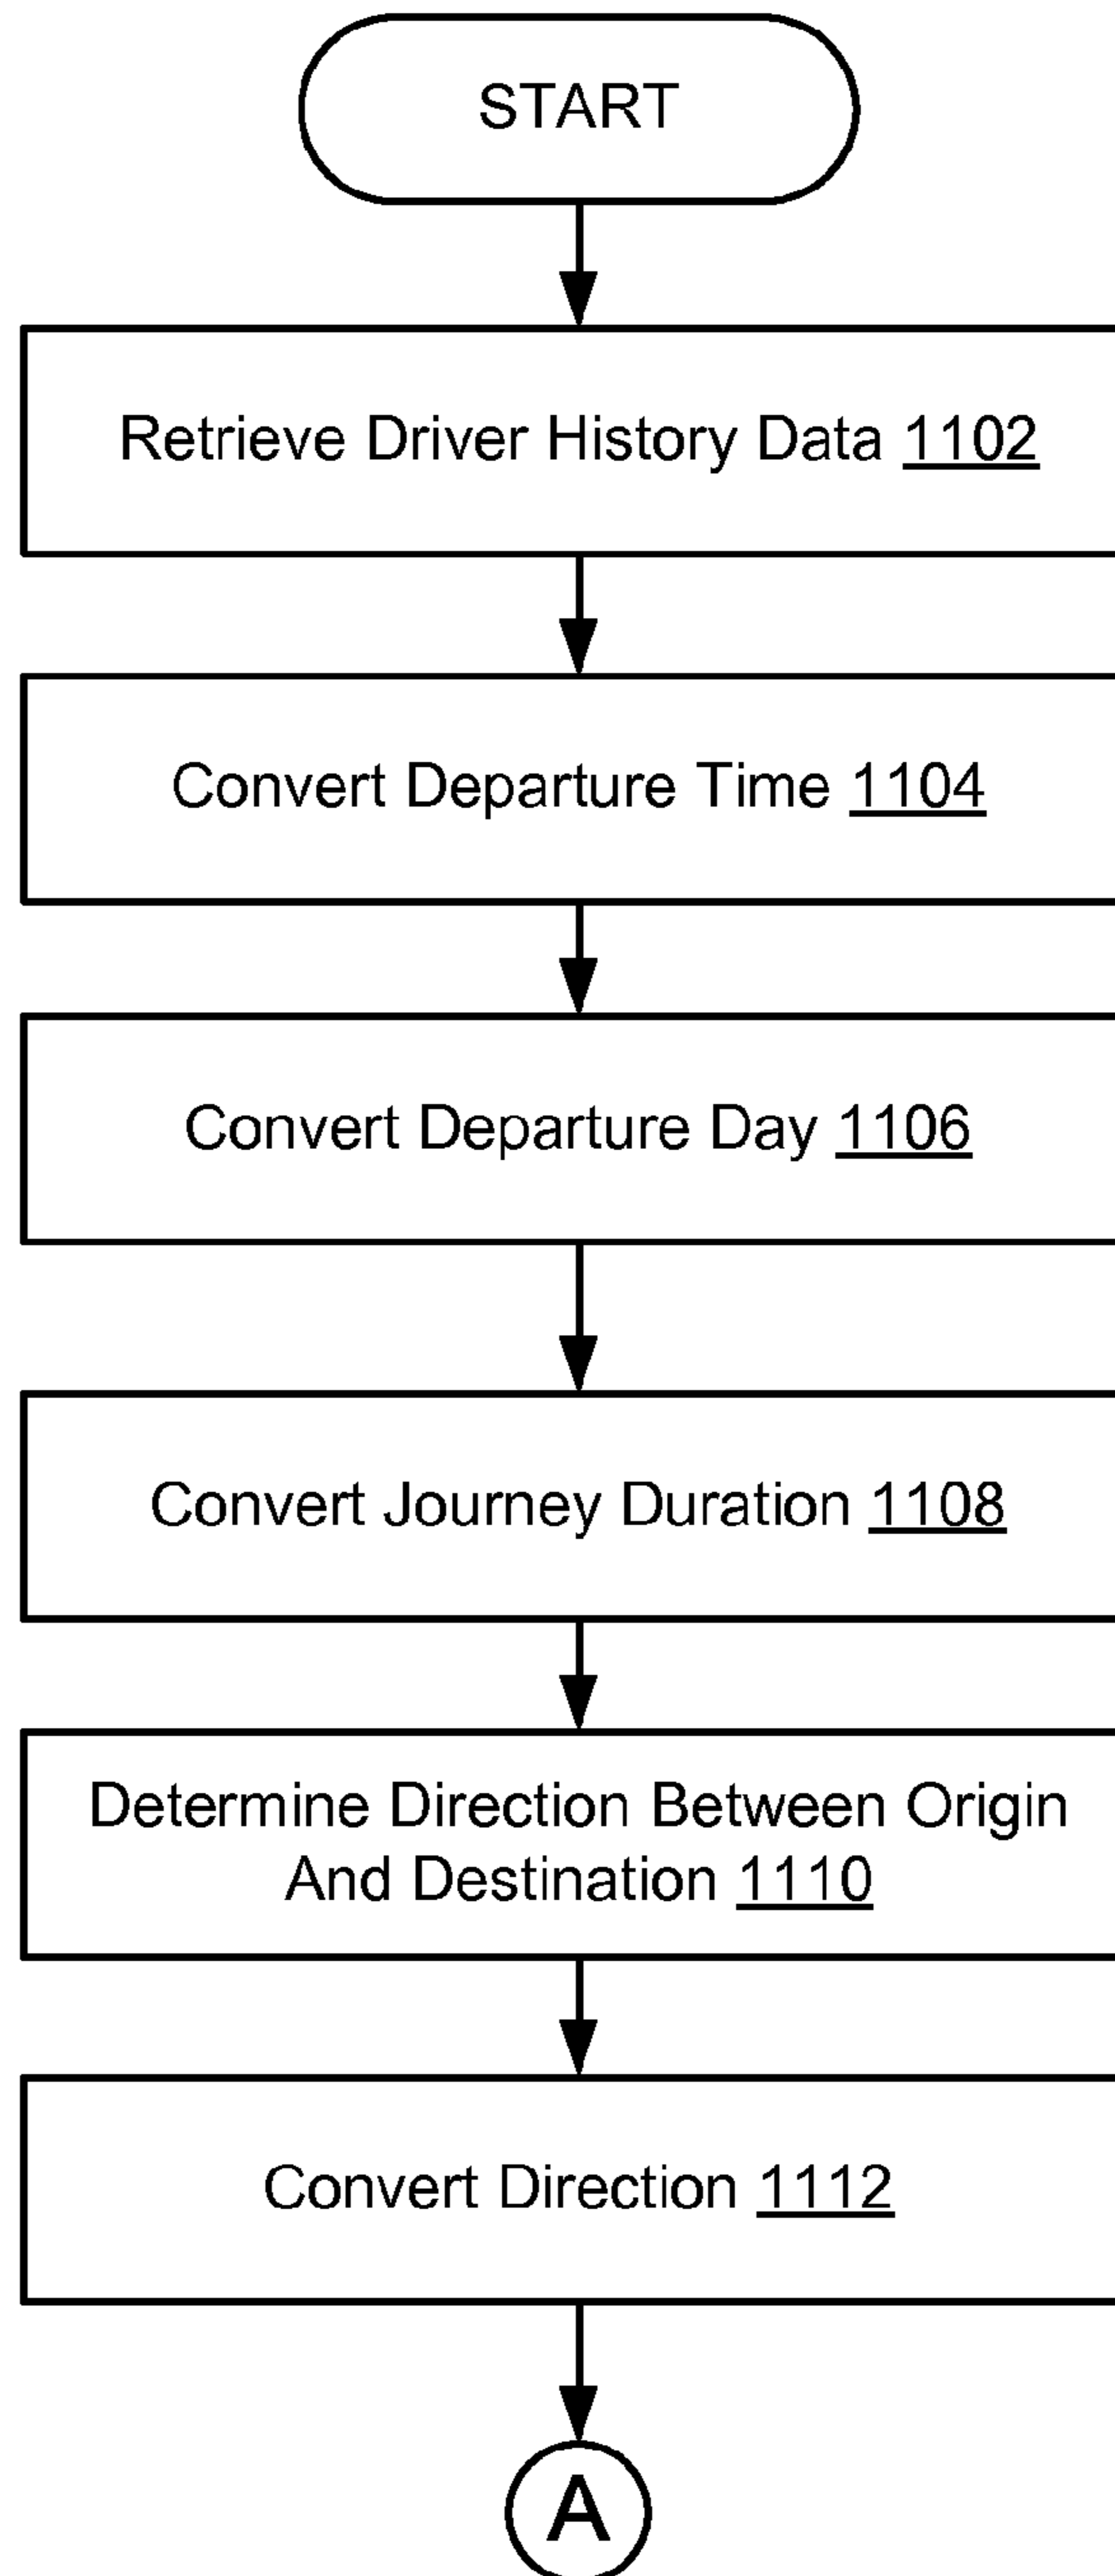 START
Retrieve Driver History Data 1102
Convert Departure Time 1104
Convert Departure Day 1106
Convert Journey Duration 1108
Determine Direction Between Origin
And Destination 1110
Convert Direction 1112
A